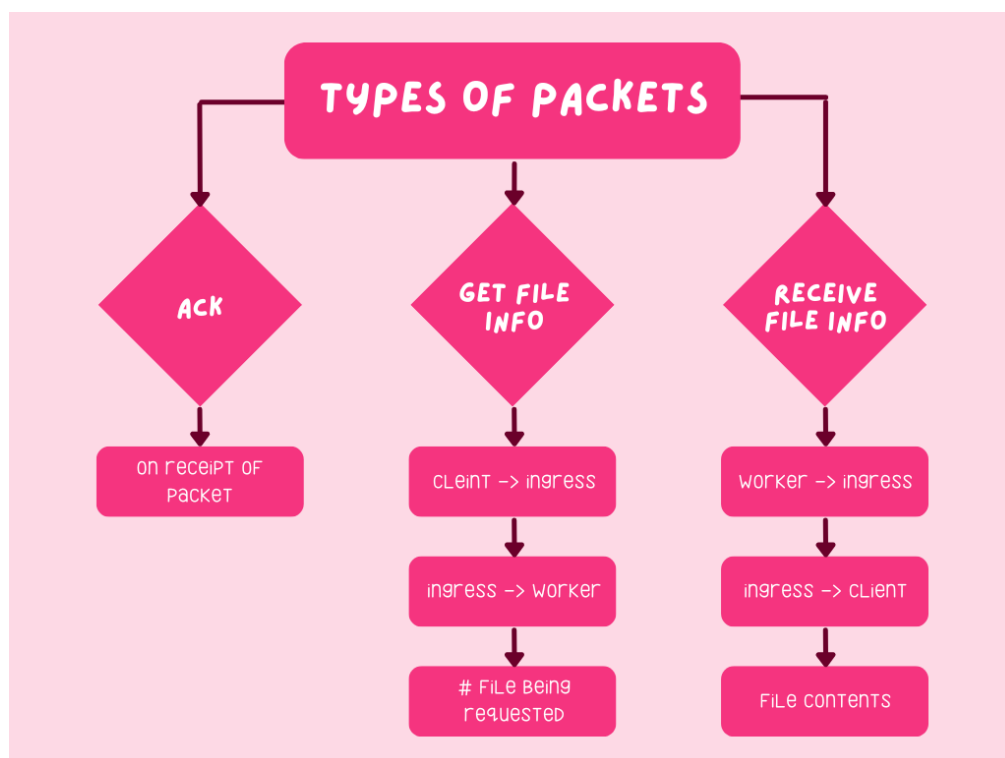 TYPES OF PACKETS
ACK
ON RECEIPT OF
PACKET
GET FILE
INFO
CLEINT -> INGRESS
INGRESS -> WORKER
# FILE BEING
REQUESTED
RECEIVE
FILE INFO
WORKER -> INGRESS
INGRESS -> CLIENT
FILE CONTENTS